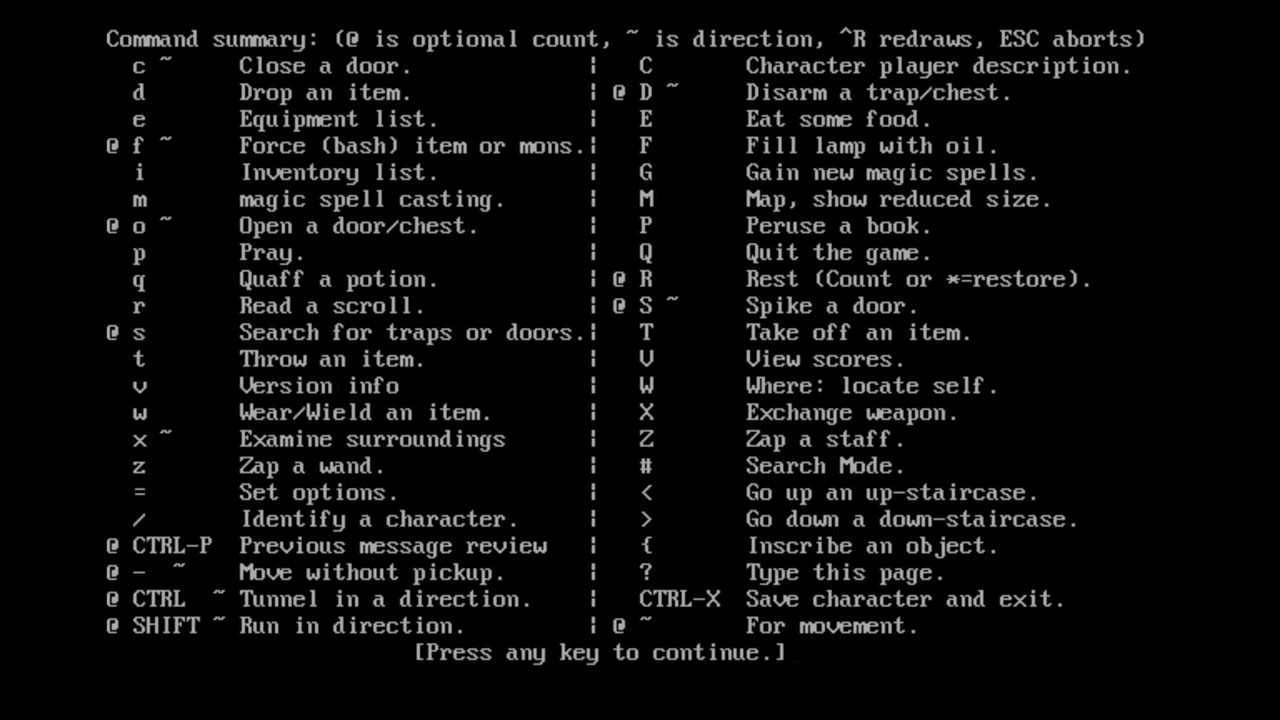 Command summary: (@ is optional count, ~ is direction, ^R redraws, ESC aborts)
  c ~     Close a door.             |   C       Character player description.
  d       Drop an item.             | @ D ~     Disarm a trap/chest.
  e       Equipment list.           |   E       Eat some food.
@ f ~     Force (bash) item or mons.|   F       Fill lamp with oil.
  i       Inventory list.           |   G       Gain new magic spells.
  m       magic spell casting.      |   M       Map, show reduced size.
@ o ~     Open a door/chest.        |   P       Peruse a book.
  p       Pray.                     |   Q       Quit the game.
  q       Quaff a potion.           | @ R       Rest (Count or *=restore).
  r       Read a scroll.            | @ S ~     Spike a door.
@ s       Search for traps or doors.|   T       Take off an item.
  t       Throw an item.            |   V       View scores.
  v       Version info              |   W       Where: locate self.
  w       Wear/Wield an item.       |   X       Exchange weapon.
  x ~     Examine surroundings      |   Z       Zap a staff.
  z       Zap a wand.               |   #       Search Mode.
  =       Set options.              |   <       Go up an up-staircase.
  /       Identify a character.     |   >       Go down a down-staircase.
@ CTRL-P  Previous message review   |   {       Inscribe an object.
@ -  ~    Move without pickup.      |   ?       Type this page.
@ CTRL  ~ Tunnel in a direction.    |   CTRL-X  Save character and exit.
@ SHIFT ~ Run in direction.         | @ ~       For movement.
[Press any key to continue.]